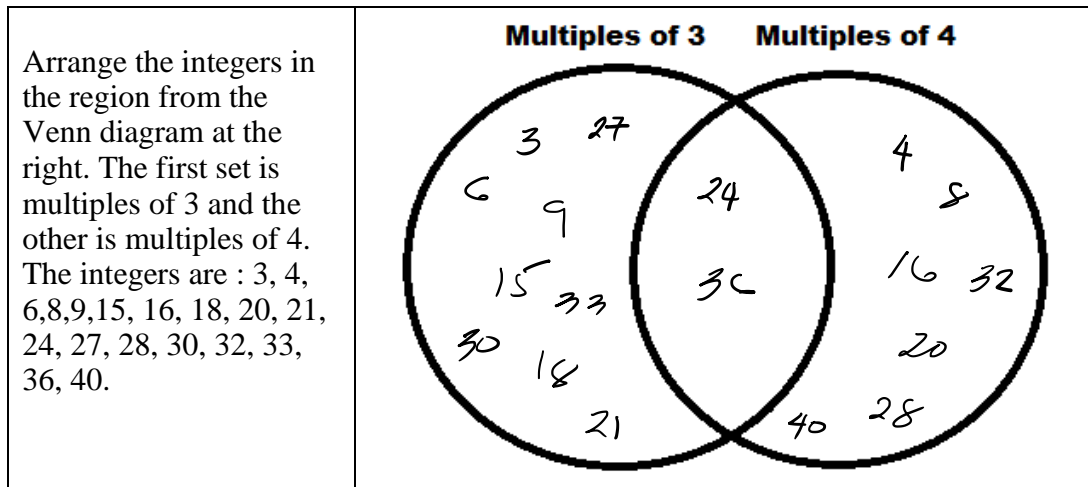 Arrange the integers in
the region from the
Venn diagram at the
right. The first set is
multiples of 3 and the
other is multiples of 4.
The integers are : 3, 4,
6,8,9,15, 16, 18, 20, 21,
24, 27, 28, 30, 32, 33,
36, 40.
Multiples of 3 Multiples of 4
3 27
6
9
15 33
30
18
21
24
36
4
8
16 32
20
40 28